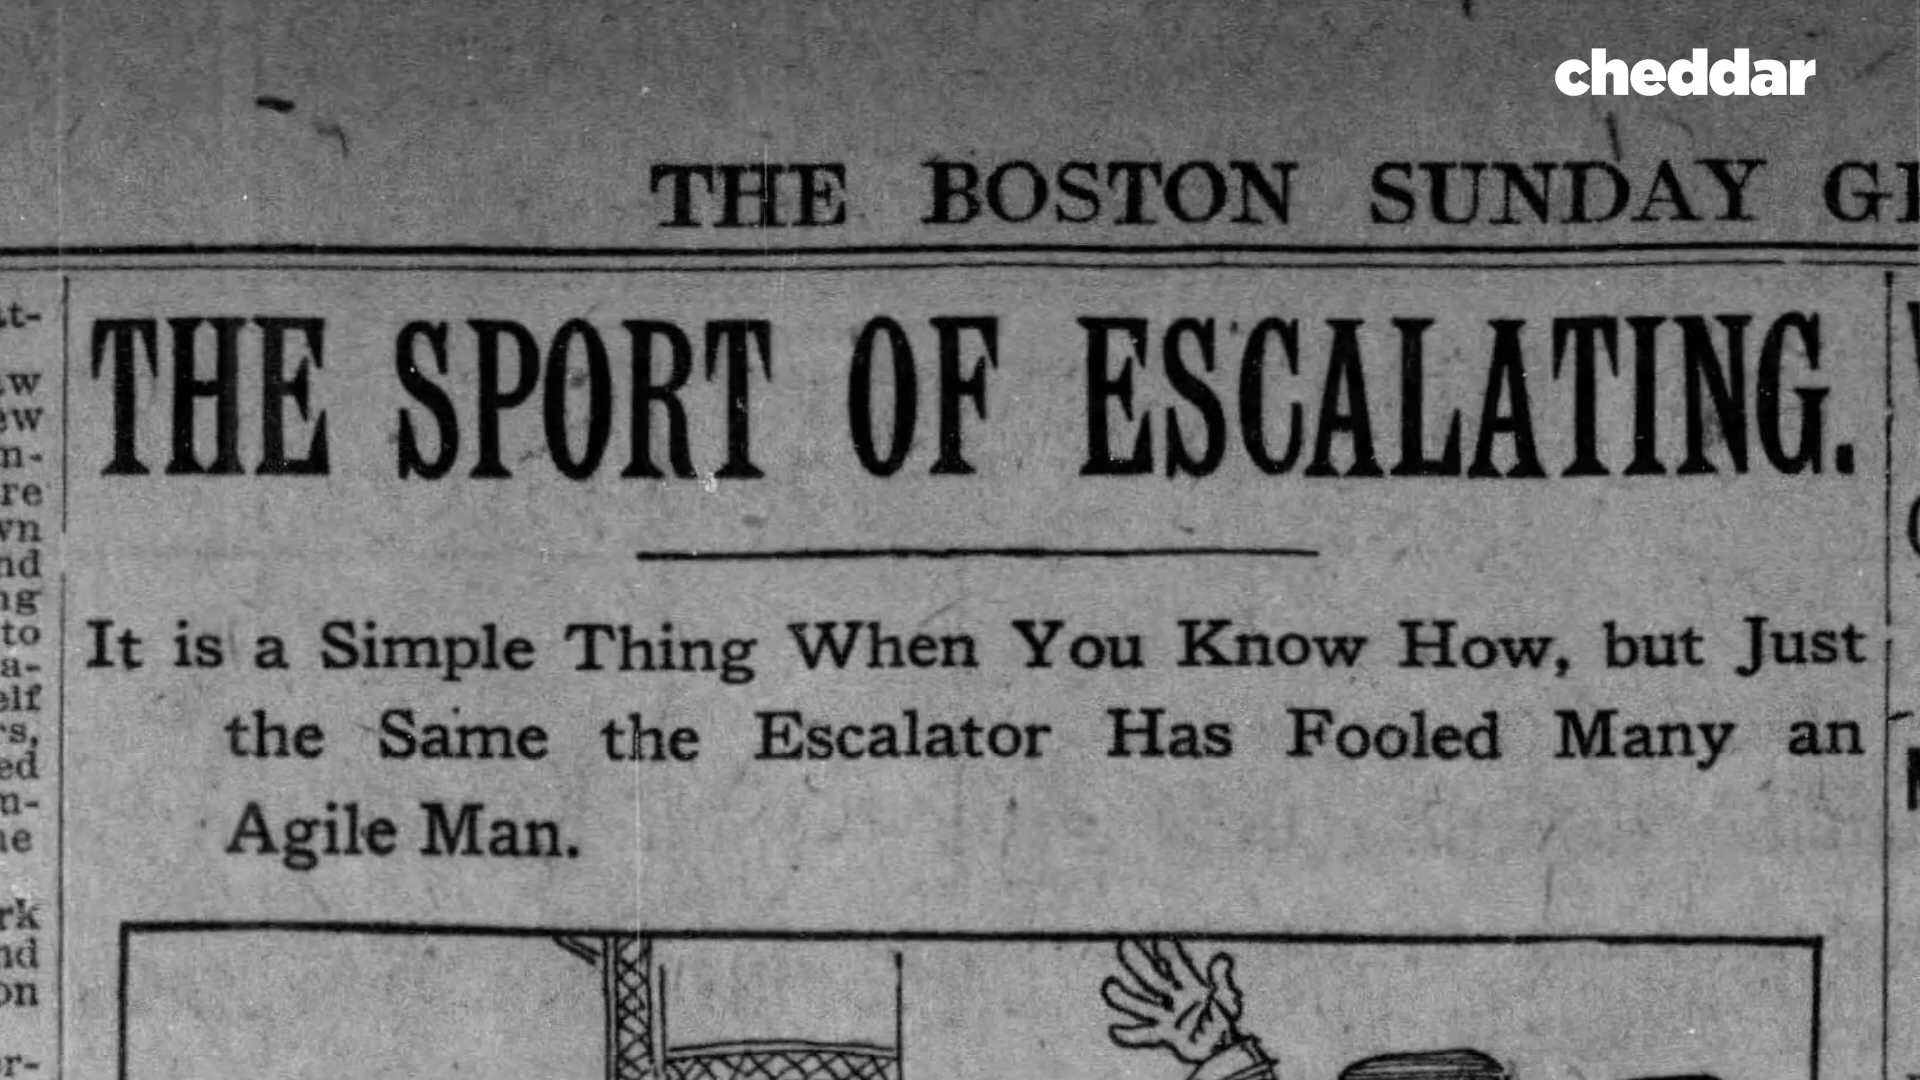 cheddar
THE BOSTON SUNDAY
THE SPORT OF ESCALATING.
It is a Simple Thing When You Know How, but Just
the Same the Escalator Has Fooled Many an
Agile Man.